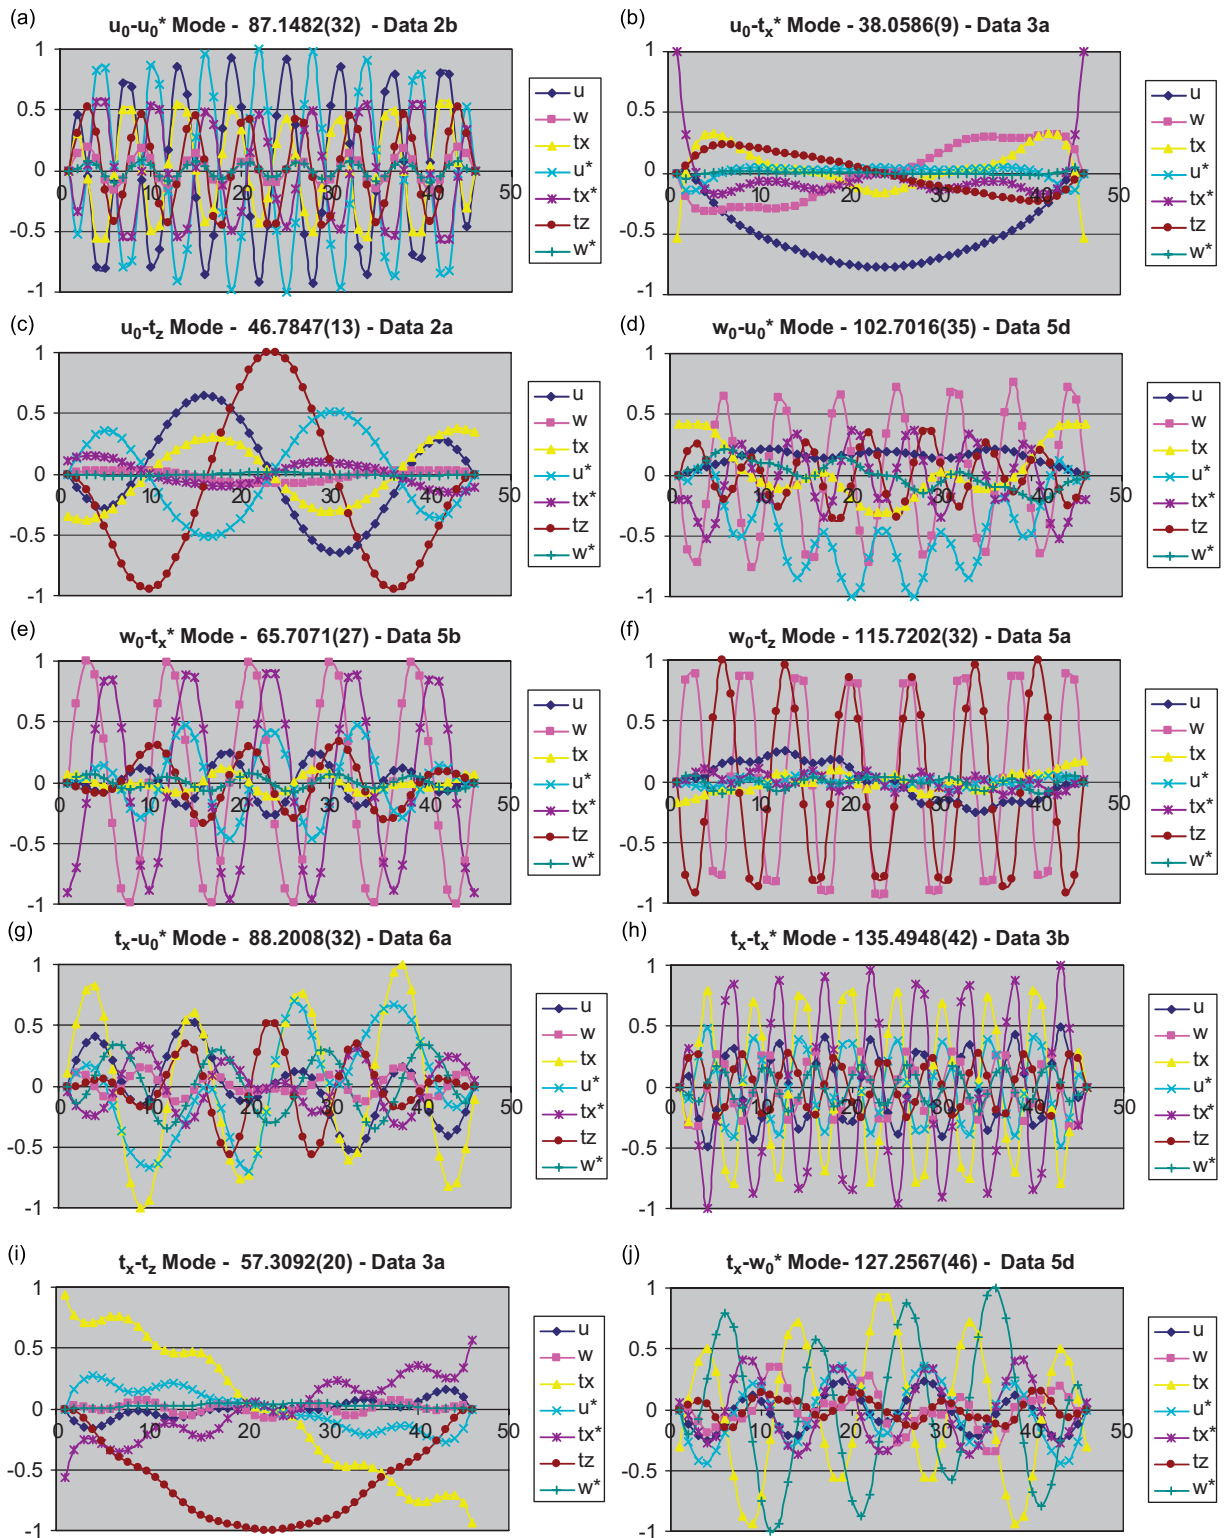 (a)
u₀-u₀* Mode - 87.1482(32) - Data 2b
1
0.5
0
-0.5
-1
0 10 20 30 40 50
u
w
tx
u*
tx*
tz
w*
(b)
u₀-tₓ* Mode - 38.0586(9) - Data 3a
1
0.5
0
-0.5
-1
0 10 20 30 40 50
u
w
tx
u*
tx*
tz
w*
(c)
u₀-t_z Mode - 46.7847(13) - Data 2a
1
0.5
0
-0.5
-1
0 10 20 30 40 50
u
w
tx
u*
tx*
tz
w*
(d)
w₀-u₀* Mode - 102.7016(35) - Data 5d
1
0.5
0
-0.5
-1
0 10 20 30 40 50
u
w
tx
u*
tx*
tz
w*
(e)
w₀-tₓ* Mode - 65.7071(27) - Data 5b
1
0.5
0
-0.5
-1
0 10 20 30 40 50
u
w
tx
u*
tx*
tz
w*
(f)
w₀-t_z Mode - 115.7202(32) - Data 5a
1
0.5
0
-0.5
-1
0 10 20 30 40 50
u
w
tx
u*
tx*
tz
w*
(g)
tₓ-u₀* Mode - 88.2008(32) - Data 6a
1
0.5
0
-0.5
-1
0 10 20 30 40 50
u
w
tx
u*
tx*
tz
w*
(h)
tₓ-tₓ* Mode - 135.4948(42) - Data 3b
1
0.5
0
-0.5
-1
0 10 20 30 40 50
u
w
tx
u*
tx*
tz
w*
(i)
tₓ-t_z Mode - 57.3092(20) - Data 3a
1
0.5
0
-0.5
-1
0 10 20 30 40 50
u
w
tx
u*
tx*
tz
w*
(j)
tₓ-w₀* Mode- 127.2567(46) - Data 5d
1
0.5
0
-0.5
-1
0 10 20 30 40 50
u
w
tx
u*
tx*
tz
w*